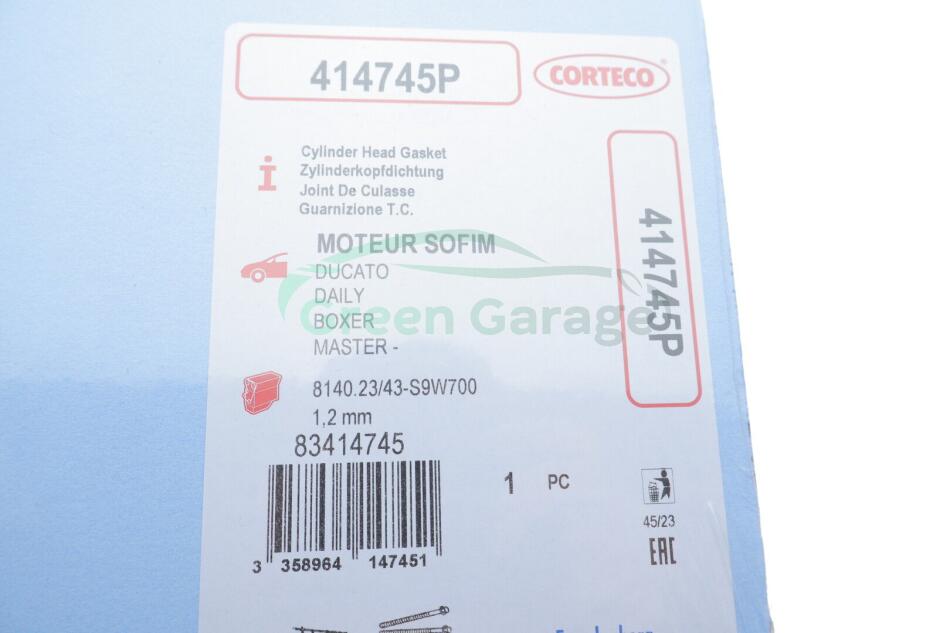 414745P
CORTECO
Cylinder Head Gasket
Zylinderkopfdichtung
Joint De Culasse
Guarnizione T.C.
414745P
MOTEUR SOFIM
DUCATO
DAILY
BOXER
MASTER -
Green Garage
8140.23/43-S9W700
1,2 mm
83414745
1 PC
45/23
EAC
3 358964 147451